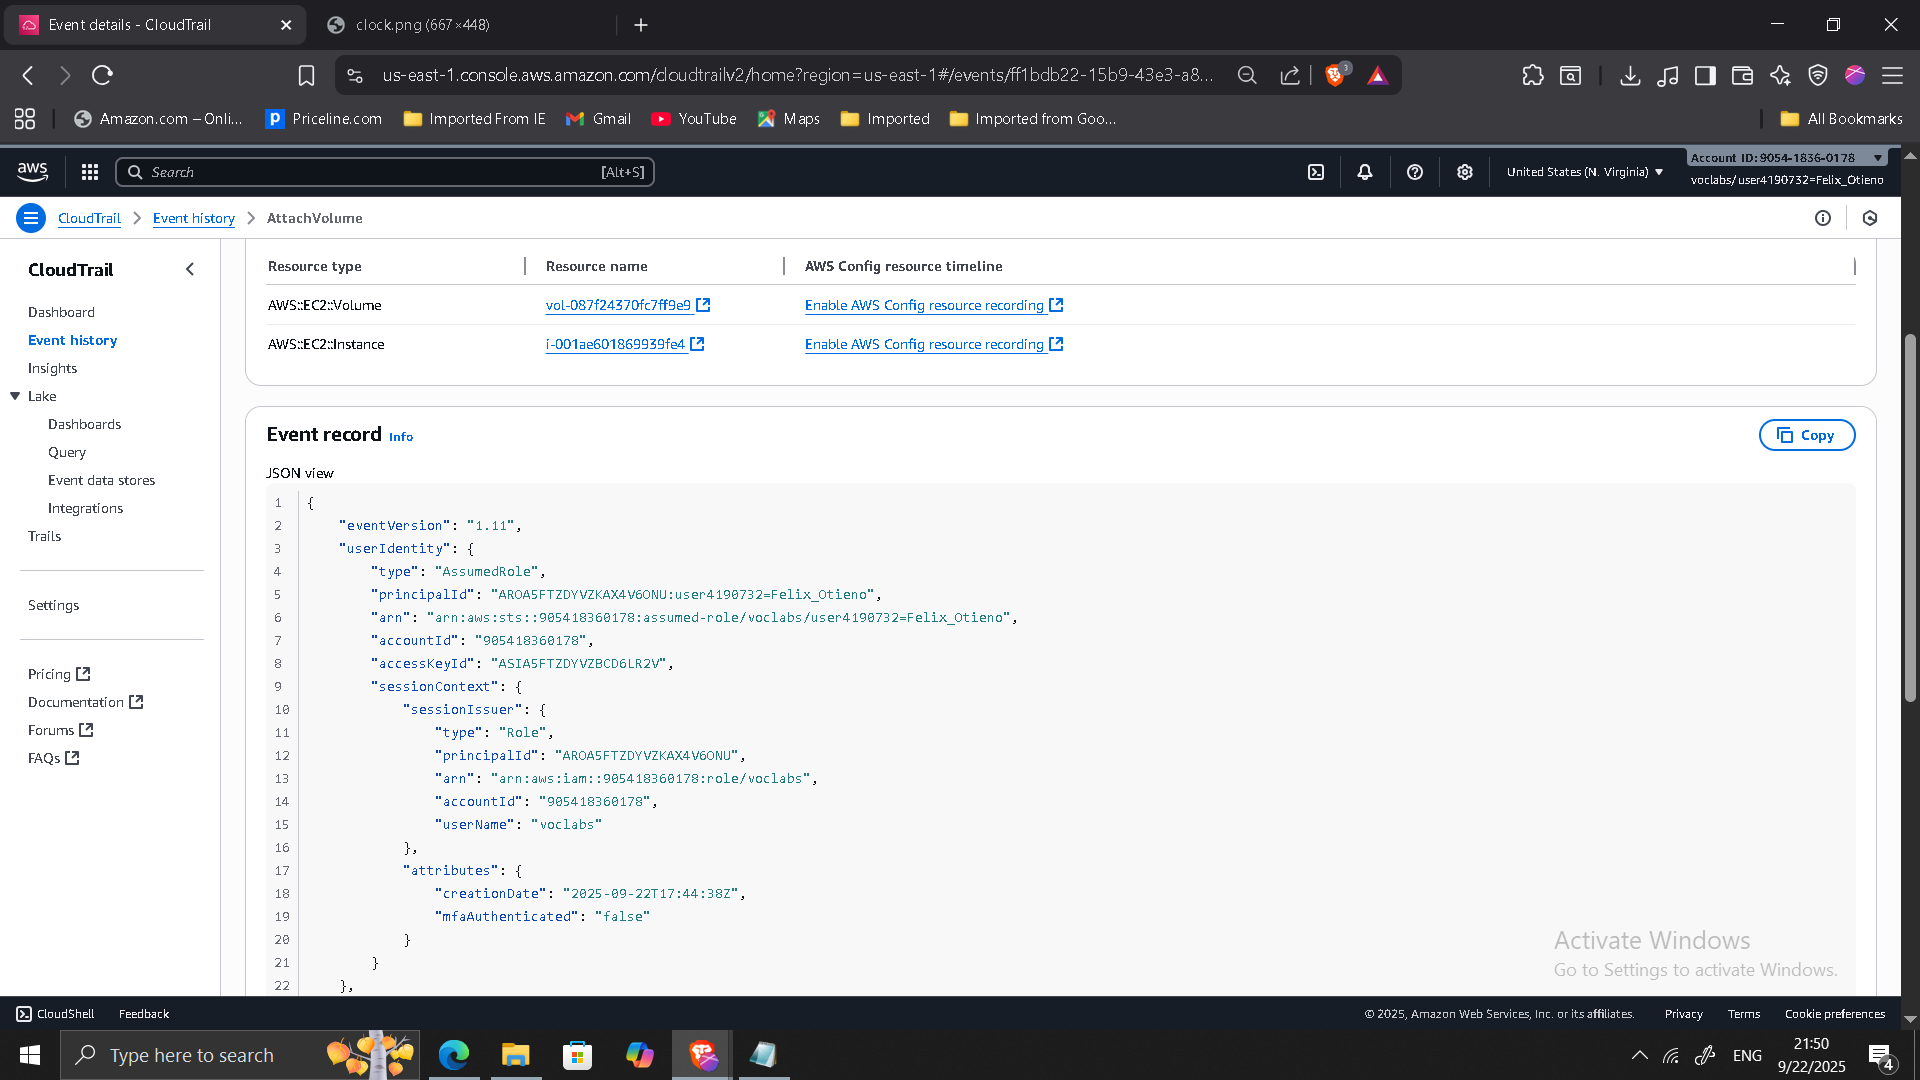 Event details - CloudTrail
clock.png (667×448)
us-east-1.console.aws.amazon.com/cloudtrailv2/home?region=us-east-1#/events/ff1bdb22-15b9-43e3-a8...
3
Amazon.com – Onli...
Priceline.com
Imported From IE
Gmail
YouTube
Maps
Imported
Imported from Goo...
All Bookmarks
aws
Search
[Alt+S]
United States (N. Virginia)
Account ID: 9054-1836-0178
voclabs/user4190732=Felix_Otieno
CloudTrail
Event history
AttachVolume
CloudTrail
Dashboard
Event history
Insights
Lake
Dashboards
Query
Event data stores
Integrations
Trails
Settings
Pricing
Documentation
Forums
FAQs
Resource type
Resource name
AWS Config resource timeline
AWS::EC2::Volume
vol-087f24370fc7ff9e9
Enable AWS Config resource recording
AWS::EC2::Instance
i-001ae601869939fe4
Enable AWS Config resource recording
Event record Info
Copy
JSON view
1 {
2 "eventVersion": "1.11",
3 "userIdentity": {
4 "type": "AssumedRole",
5 "principalId": "AROA5FTZDYVZKAX4V6ONU:user4190732=Felix_Otieno",
6 "arn": "arn:aws:sts::905418360178:assumed-role/voclabs/user4190732=Felix_Otieno",
7 "accountId": "905418360178",
8 "accessKeyId": "ASIA5FTZDYVZBCD6LR2V",
9 "sessionContext": {
10 "sessionIssuer": {
11 "type": "Role",
12 "principalId": "AROA5FTZDYVZKAX4V6ONU",
13 "arn": "arn:aws:iam::905418360178:role/voclabs",
14 "accountId": "905418360178",
15 "userName": "voclabs"
16 },
17 "attributes": {
18 "creationDate": "2025-09-22T17:44:38Z",
19 "mfaAuthenticated": "false"
20 }
21 }
22 },
Activate Windows
Go to Settings to activate Windows.
CloudShell
Feedback
© 2025, Amazon Web Services, Inc. or its affiliates.
Privacy
Terms
Cookie preferences
Type here to search
ENG
21:50
9/22/2025
4